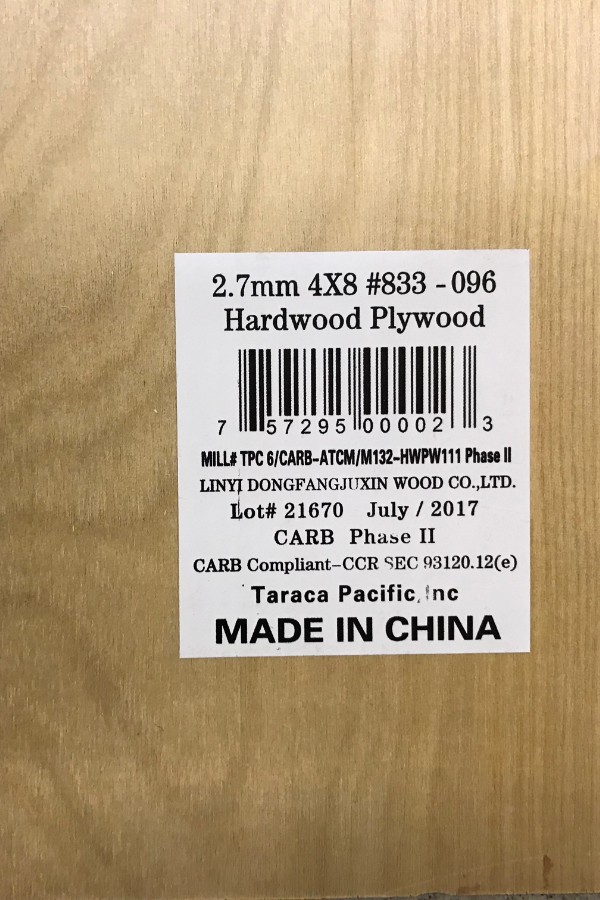 2.7mm 4X8 #833 - 096
Hardwood Plywood
7 57295 00002 3
MILL# TPC 6/CARB-ATCM/M132-HWPW111 Phase II
LINYI DONGFANGJUXIN WOOD CO.,LTD.
Lot# 21670 July / 2017
CARB Phase II
CARB Compliant-CCR SEC 93120.12(e)
Taraca Pacific, Inc
MADE IN CHINA